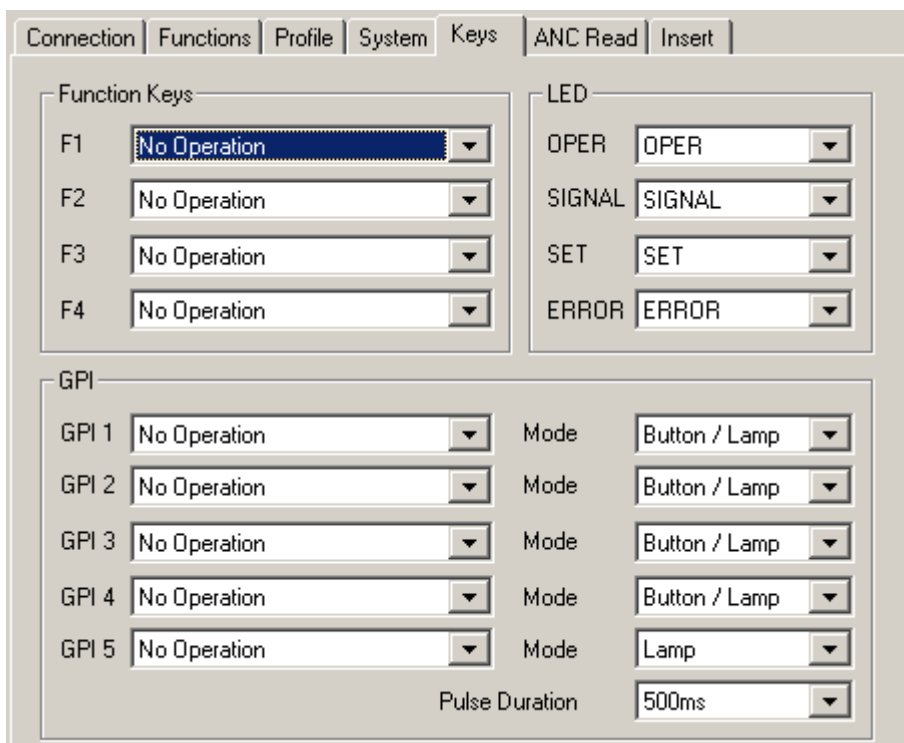 Connection Functions Profile System Keys ANC Read Insert
Function Keys
F1 No Operation
F2 No Operation
F3 No Operation
F4 No Operation
LED
OPER OPER
SIGNAL SIGNAL
SET SET
ERROR ERROR
GPI
GPI 1 No Operation Mode Button / Lamp
GPI 2 No Operation Mode Button / Lamp
GPI 3 No Operation Mode Button / Lamp
GPI 4 No Operation Mode Button / Lamp
GPI 5 No Operation Mode Lamp
Pulse Duration 500ms